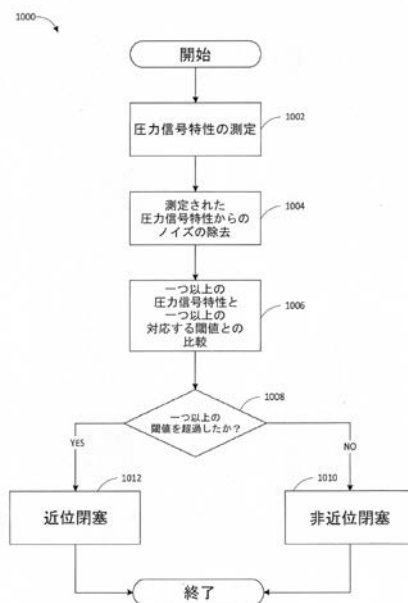 1000
開始
圧力信号特性の測定
1002
測定された
圧力信号特性からの
ノイズの除去
1004
一つ以上の
圧力信号特性と
一つ以上の
対応する閾値との
比較
1006
一つ以上の
閾値を超過したか？
1008
YES
NO
近位閉塞
1012
非近位閉塞
1010
終了